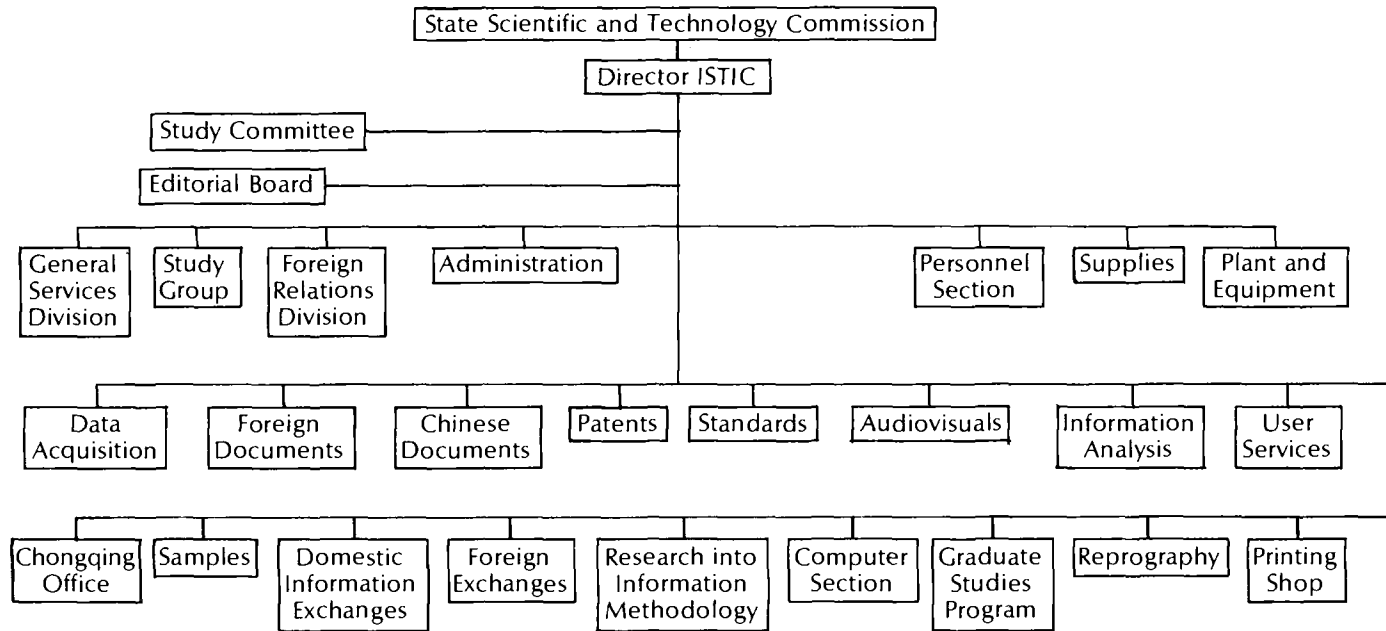 State Scientific and Technology Commission
Director ISTIC
Study Committee
Editorial Board
General
Services
Division
Study
Group
Foreign
Relations
Division
Administration
Personnel
Section
Supplies
Plant and
Equipment
Data
Acquisition
Foreign
Documents
Chinese
Documents
Patents
Standards
Audiovisuals
Information
Analysis
User
Services
Chongqing
Office
Samples
Domestic
Information
Exchanges
Foreign
Exchanges
Research into
Information
Methodology
Computer
Section
Graduate
Studies
Program
Reprography
Printing
Shop